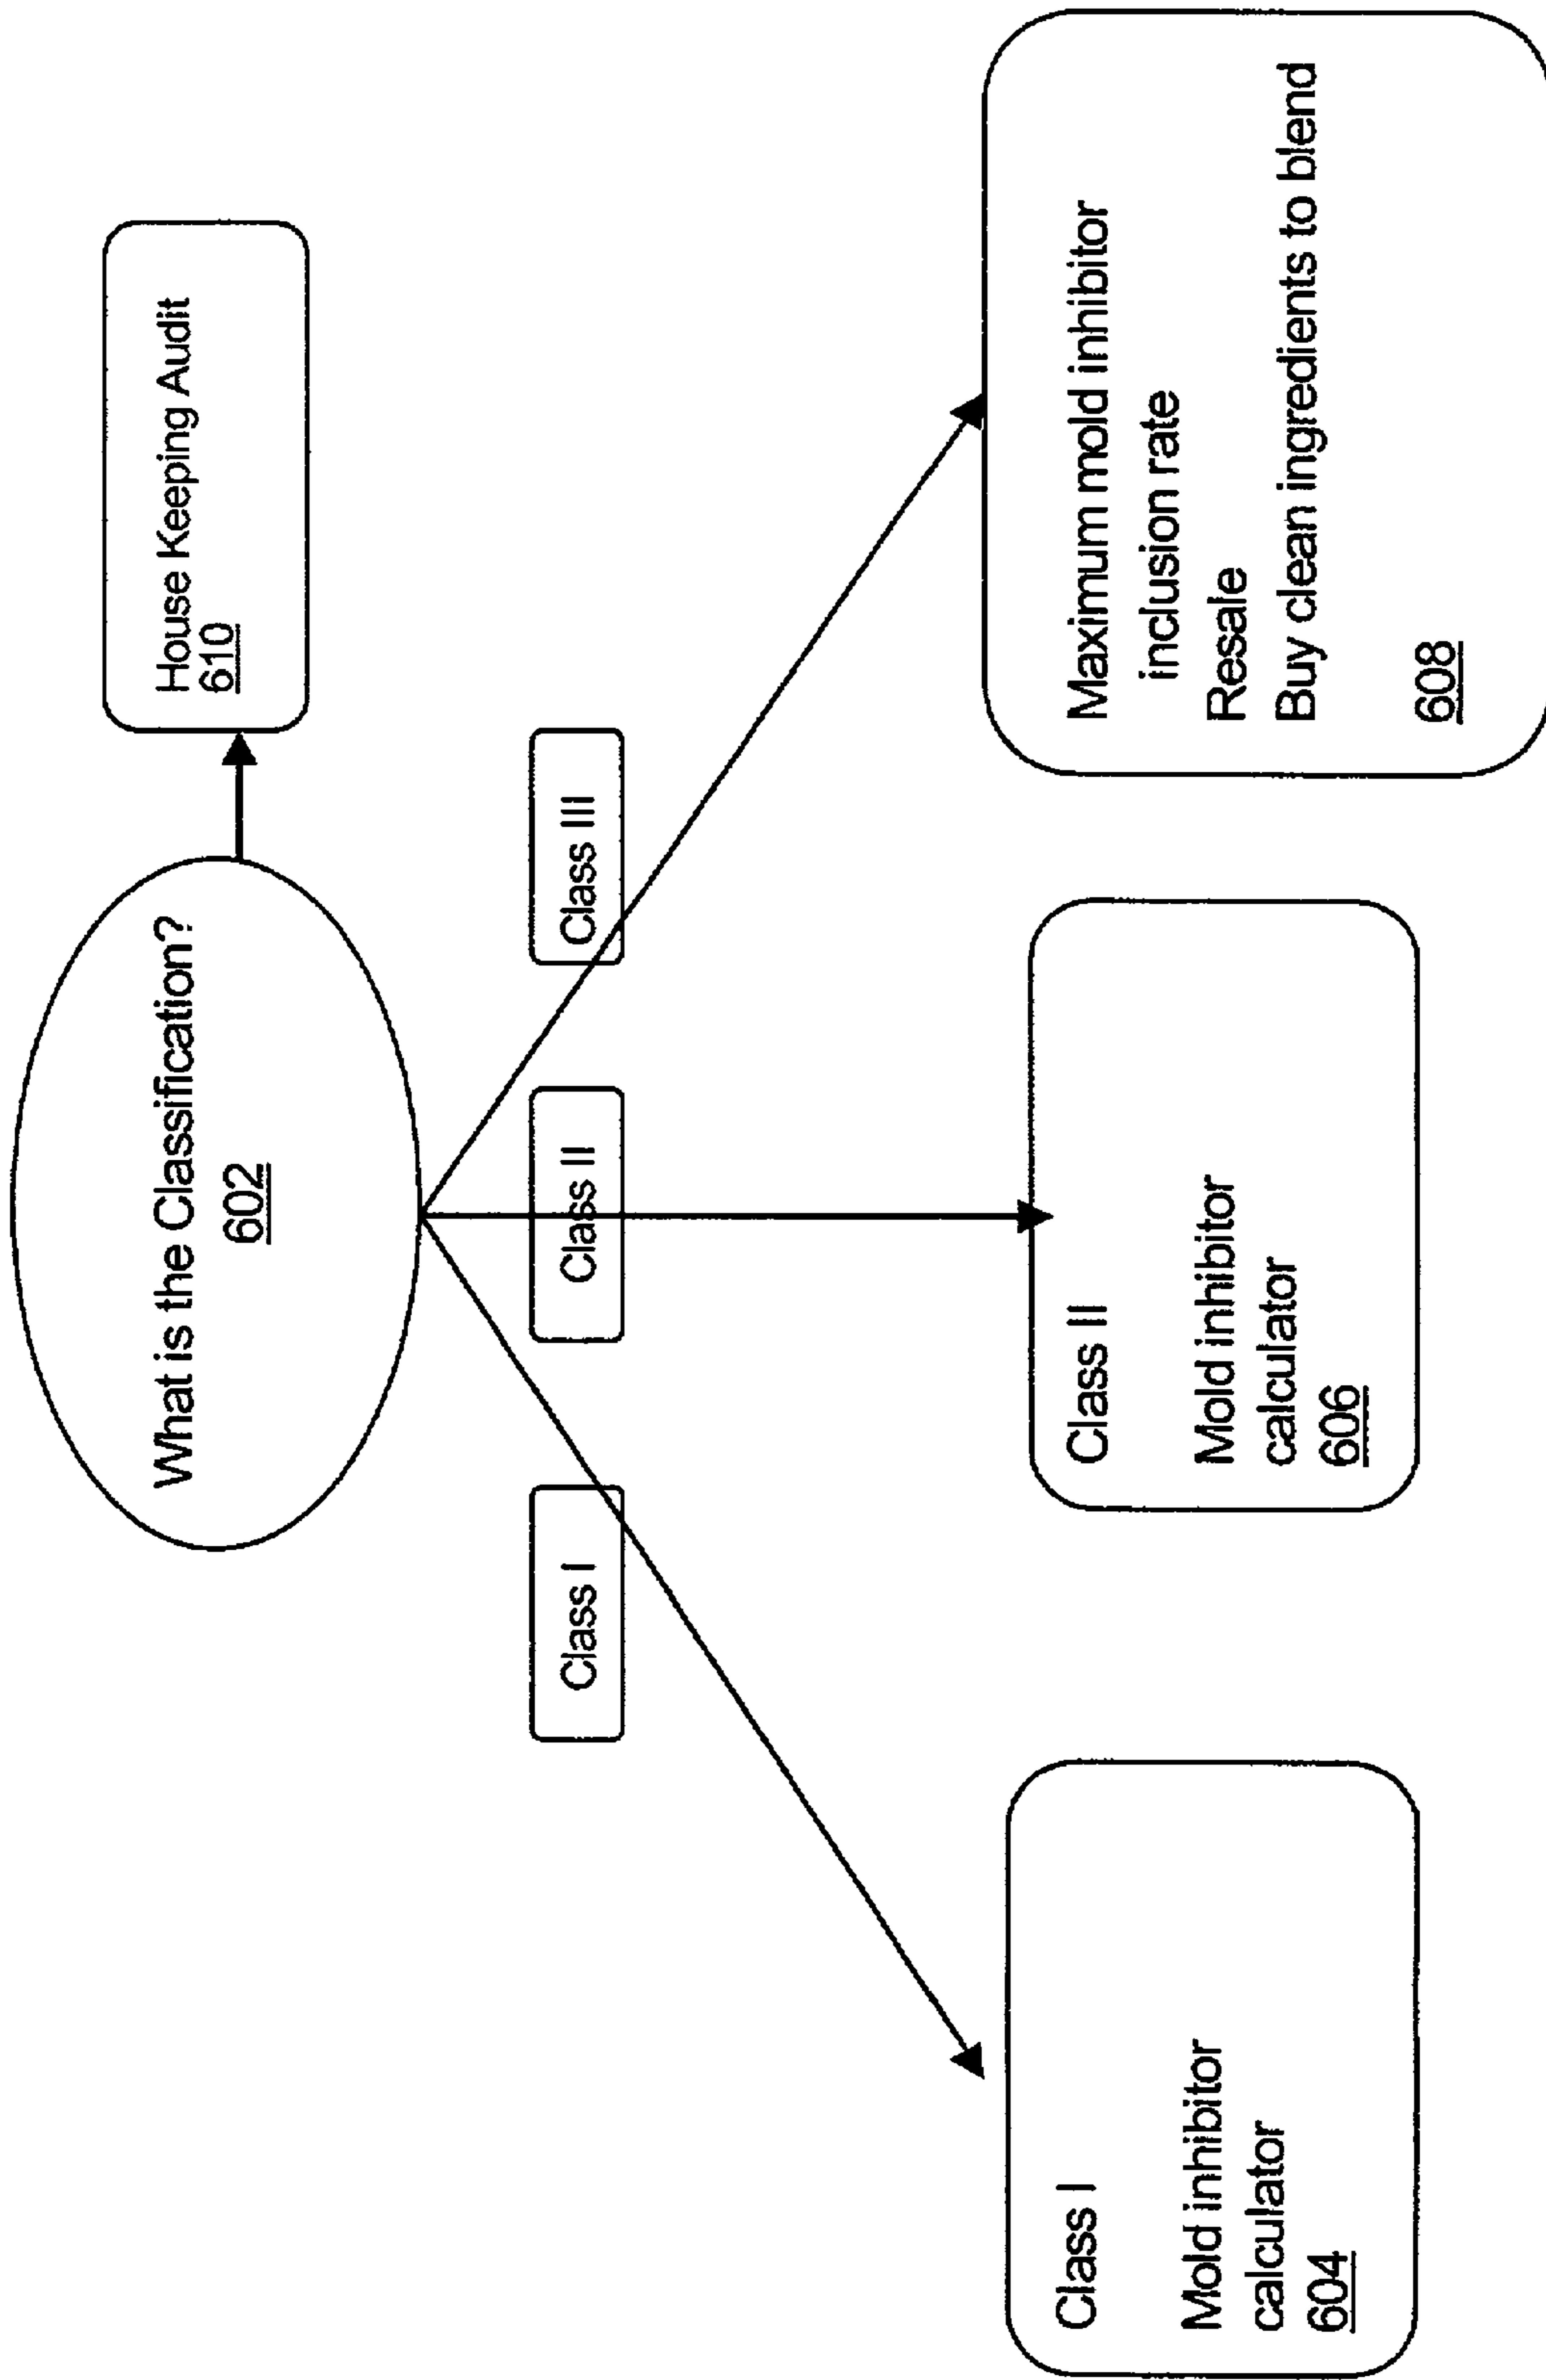 What is the Classification?
602
House Keeping Audit
610
Class I
Class II
Class III
Class I
Mold inhibitor
calculator
604
Class II
Mold inhibitor
calculator
606
Maximum mold inhibitor
inclusion rate
Resale
Buy clean ingredients to blend
608